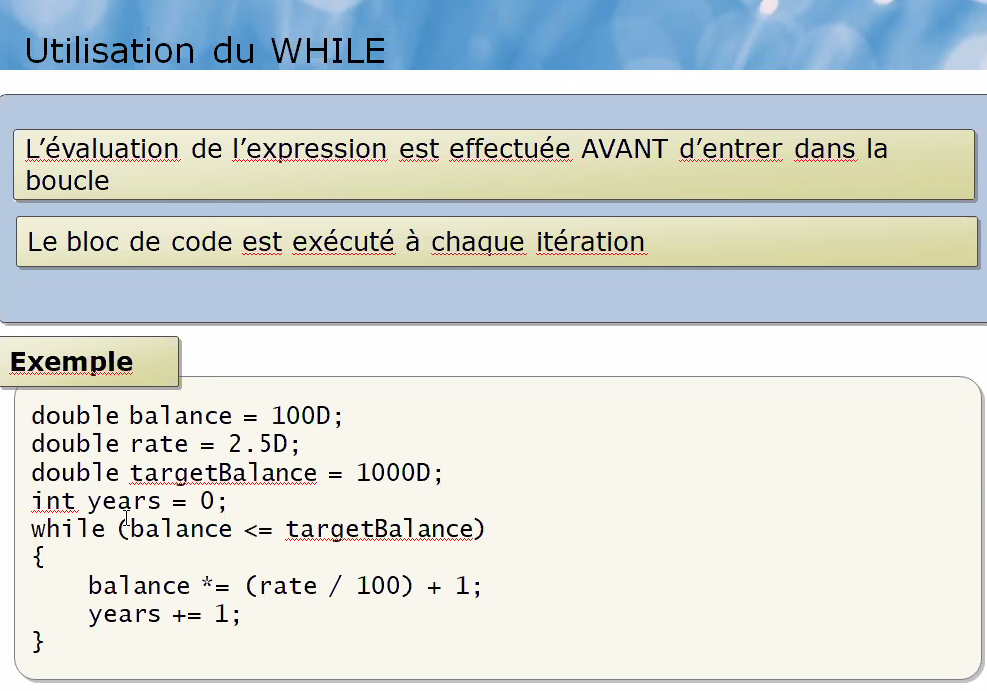 Utilisation du WHILE
L’évaluation de l’expression est effectuée AVANT d’entrer dans la
boucle
Le bloc de code est exécuté à chaque itération
Exemple
double balance = 100D;
double rate = 2.5D;
double targetBalance = 1000D;
int years = 0;
while (balance <= targetBalance)
{
    balance *= (rate / 100) + 1;
    years += 1;
}